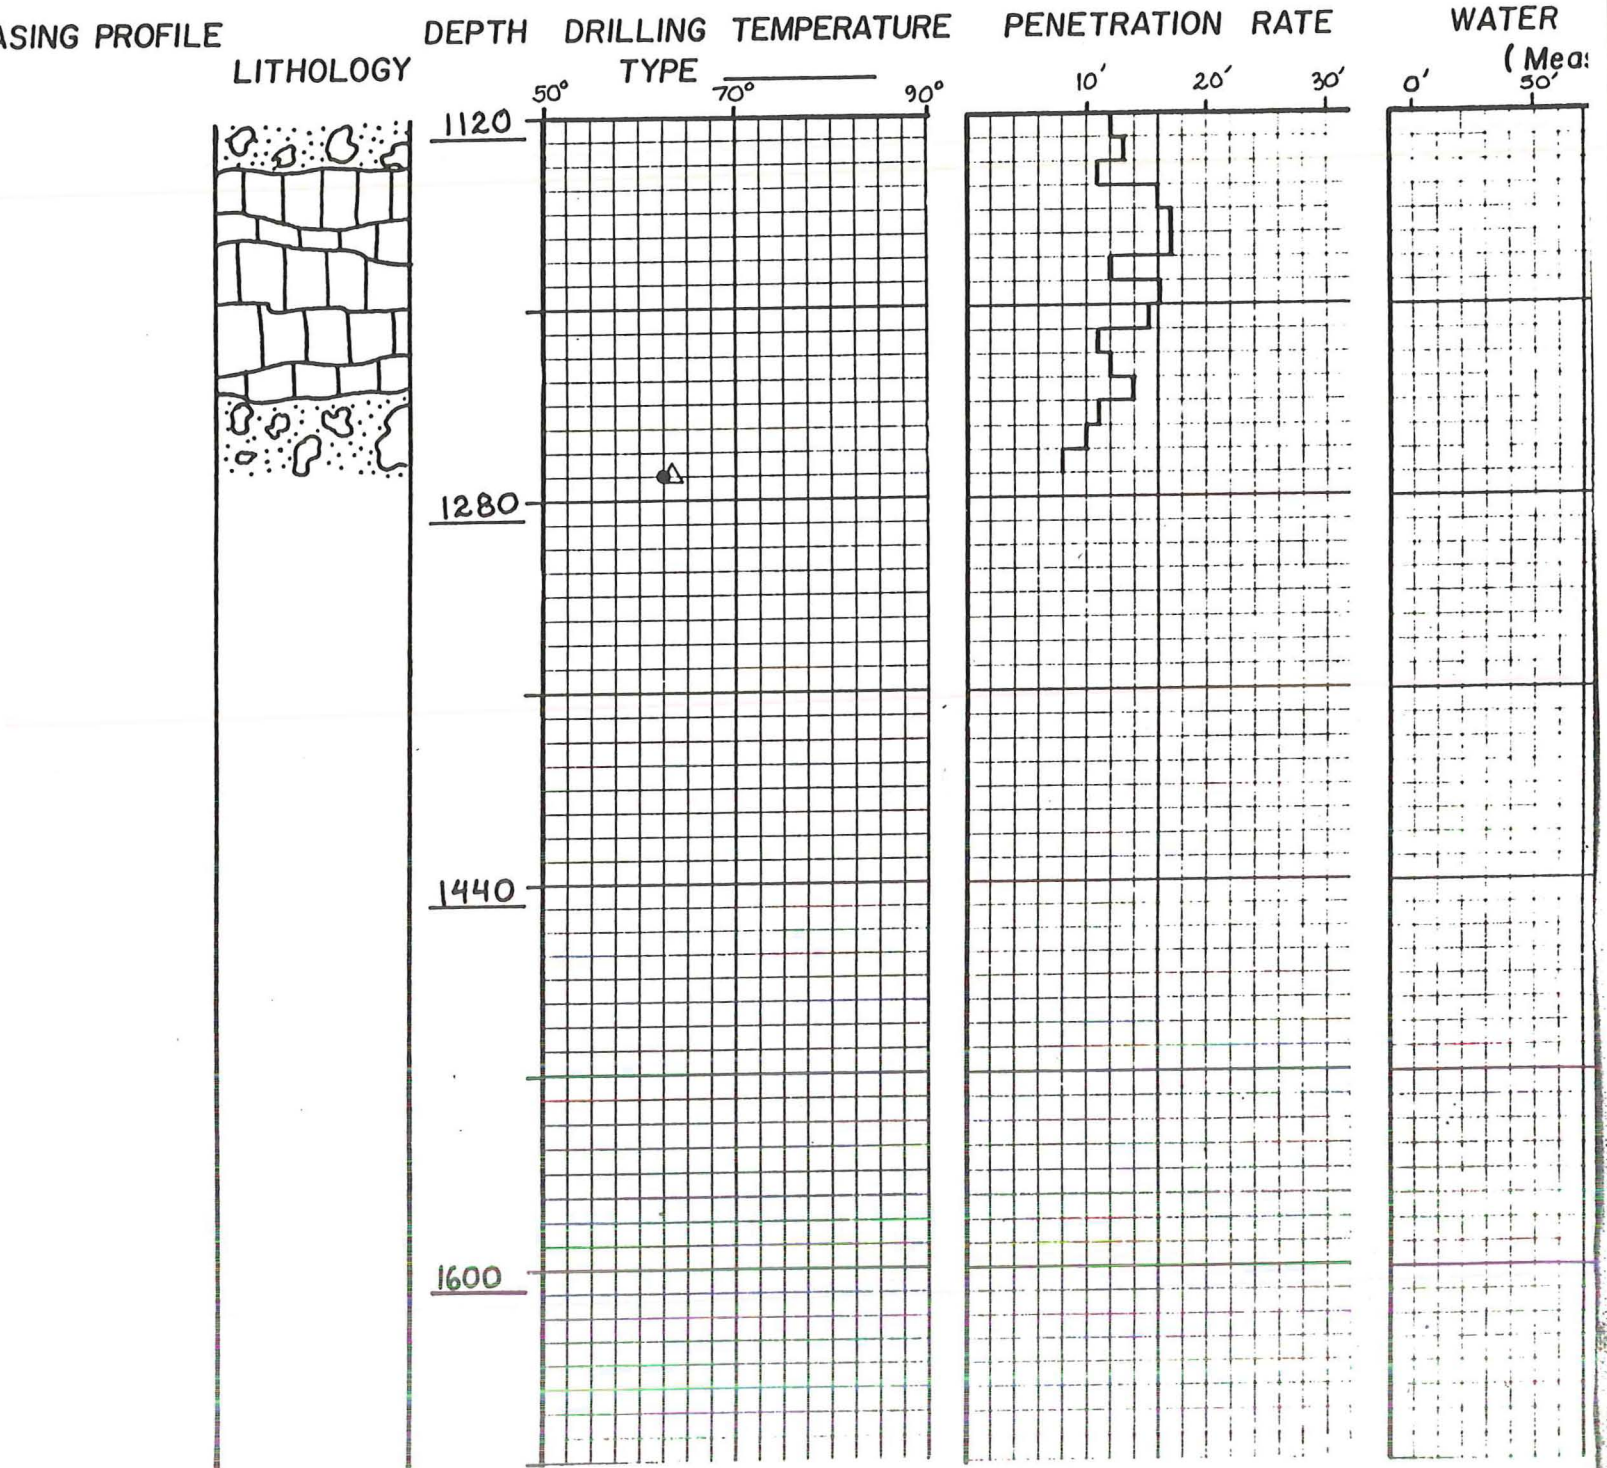 ASING PROFILE
LITHOLOGY
DEPTH
DRILLING TEMPERATURE
TYPE
PENETRATION RATE
WATER
(Meas
50° 70° 90°
10' 20' 30'
0' 50'
1120
1280
1440
1600